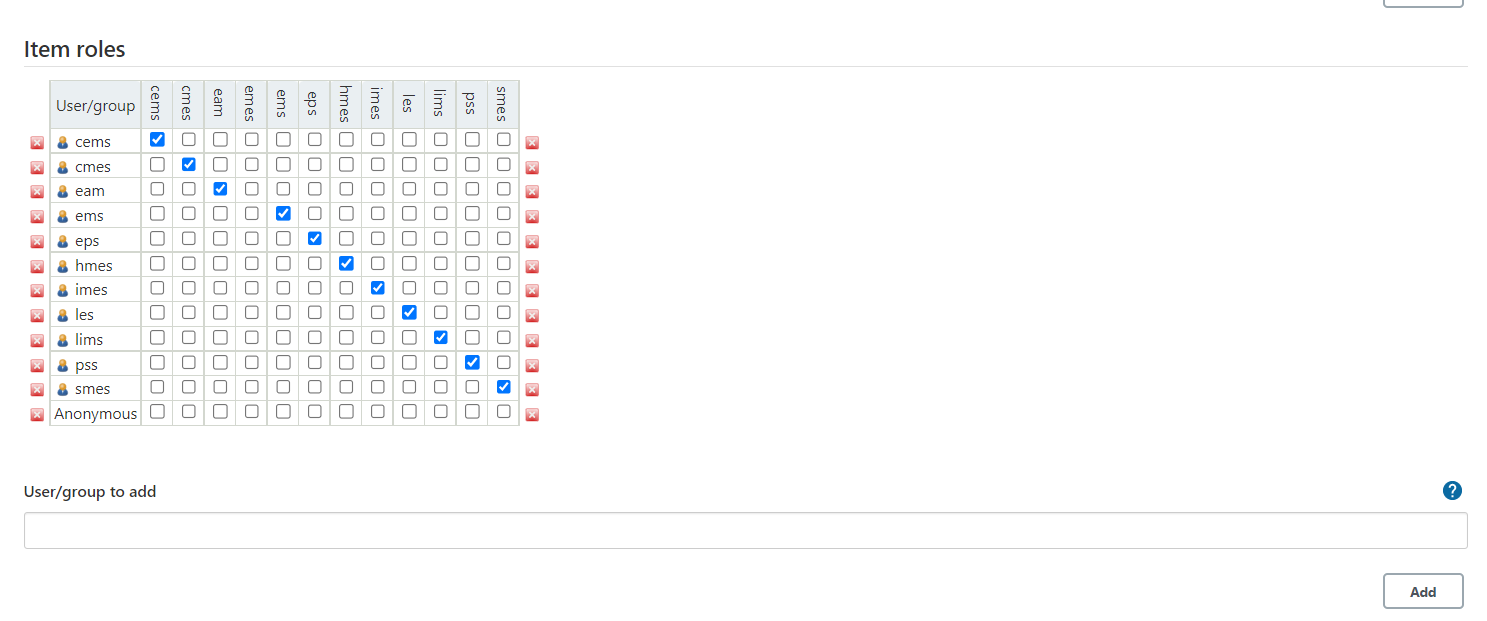 Item roles
User/group cems cmes eam emes ems eps hmes imes les lims pss smes
cems
cmes
eam
ems
eps
hmes
imes
les
lims
pss
smes
Anonymous
User/group to add
?
Add